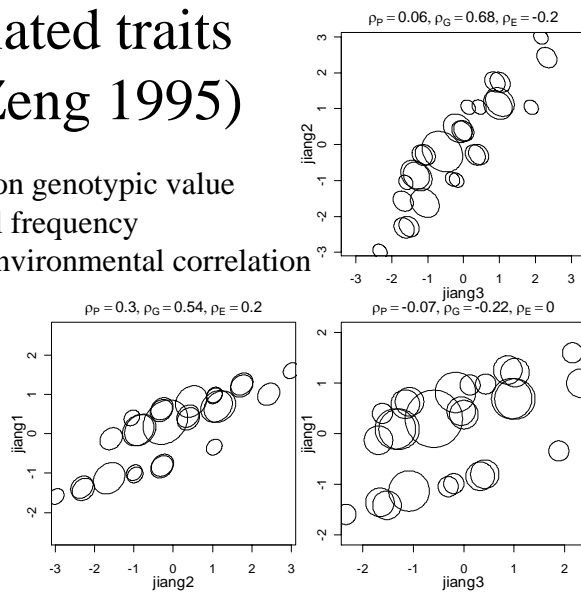 ated traits
Zeng 1995)
on genotypic value
frequency
nvironmental correlation
ρP = 0.06, ρG = 0.68, ρE = -0.2
3
2
1
0
-1
-2
-3
jiang2
-3 -2 -1 0 1 2 3
jiang3
ρP = 0.3, ρG = 0.54, ρE = 0.2
2
1
0
-1
-2
jiang1
-3 -2 -1 0 1 2 3
jiang2
ρP = -0.07, ρG = -0.22, ρE = 0
2
1
0
-1
-2
jiang1
-2 -1 0 1 2
jiang3